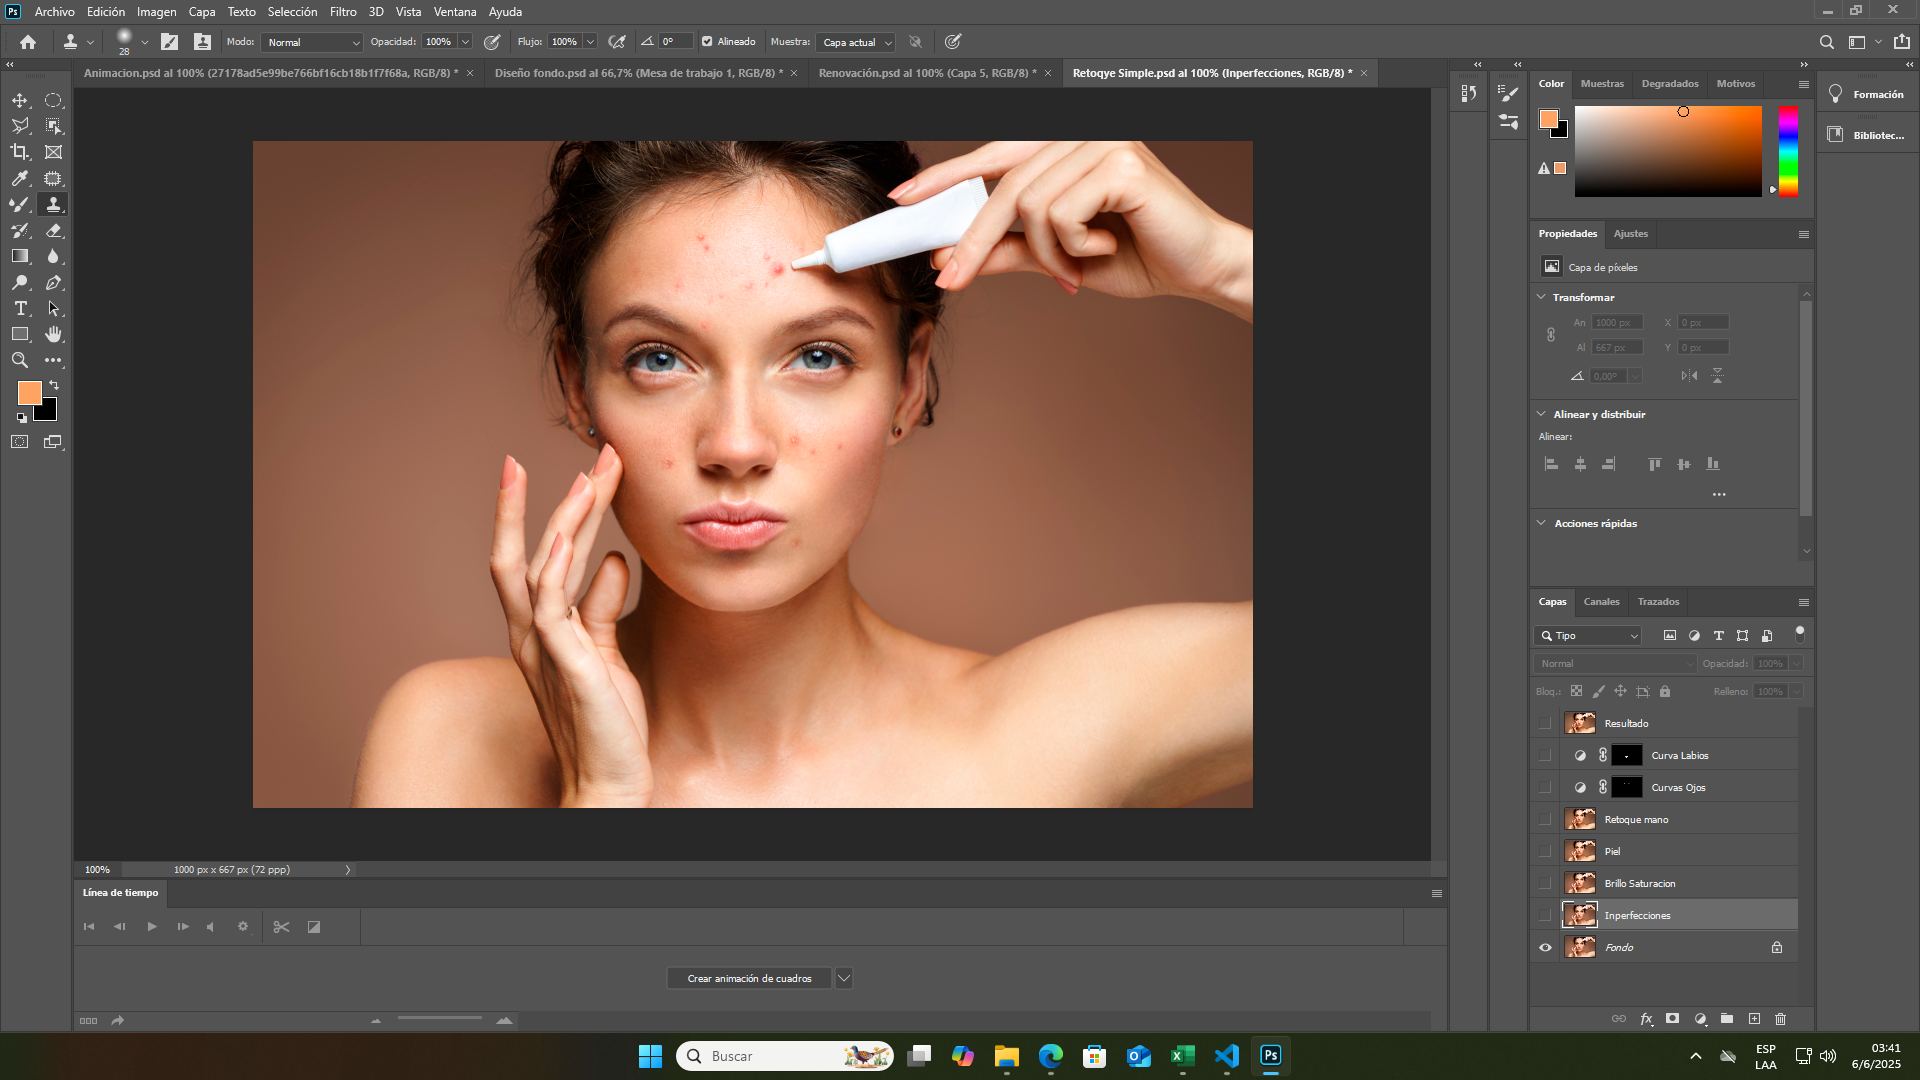 Ps Archivo Edición Imagen Capa Texto Selección Filtro 3D Vista Ventana Ayuda
28 Modo: Normal Opacidad: 100% Flujo: 100% 0° Alineado Muestra: Capa actual
Animacion.psd al 100% (27178ad5e99be766bf16cb18b1f7f68a, RGB/8) * × Diseño fondo.psd al 66,7% (Mesa de trabajo 1, RGB/8) * × Renovación.psd al 100% (Capa 5, RGB/8) * × Retoqye Simple.psd al 100% (Inperfecciones, RGB/8) * ×
Color Muestras Degradados Motivos
Formación
Bibliotec...
Propiedades Ajustes
Capa de píxeles
Transformar
An 1000 px X 0 px
Al 667 px Y 0 px
0,00°
Alinear y distribuir
Alinear:
Acciones rápidas
Capas Canales Trazados
Tipo
Normal Opacidad: 100%
Bloq.: Relleno: 100%
Resultado
Curva Labios
Curvas Ojos
Retoque mano
Piel
Brillo Saturacion
Inperfecciones
Fondo
fx
100% 1000 px x 667 px (72 ppp)
Línea de tiempo
Crear animación de cuadros
Buscar
Ps
ESP
LAA
03:41
6/6/2025